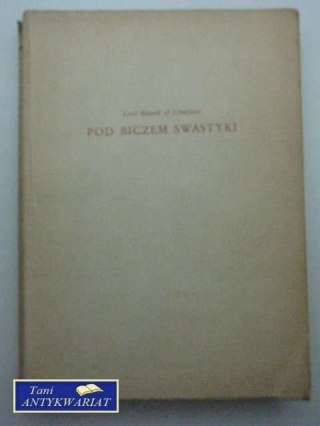 Lord Russell of Liverpool
POD BICZEM SWASTYKI
Tani
ANTYKWARIAT